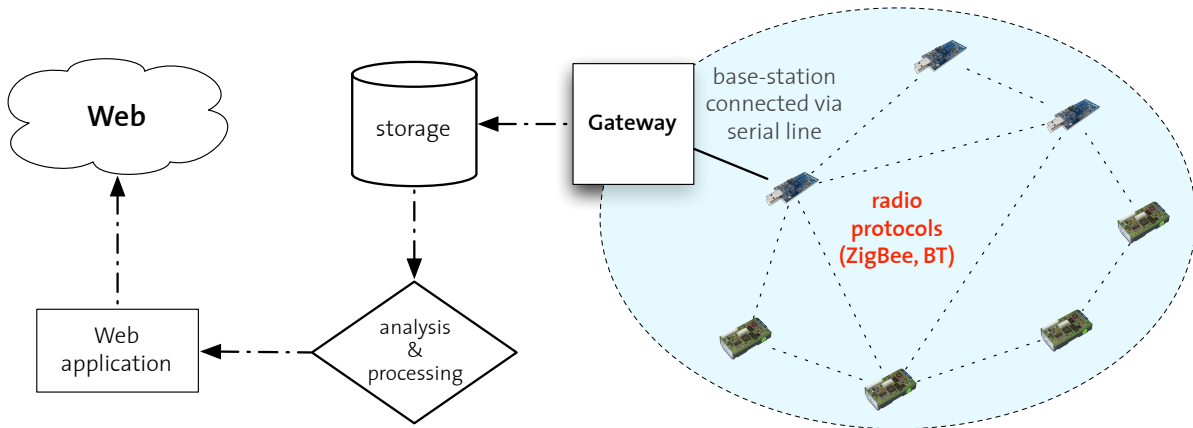 Web
storage
Gateway
base-station
connected via
serial line
radio
protocols
(ZigBee, BT)
Web
application
analysis
&
processing